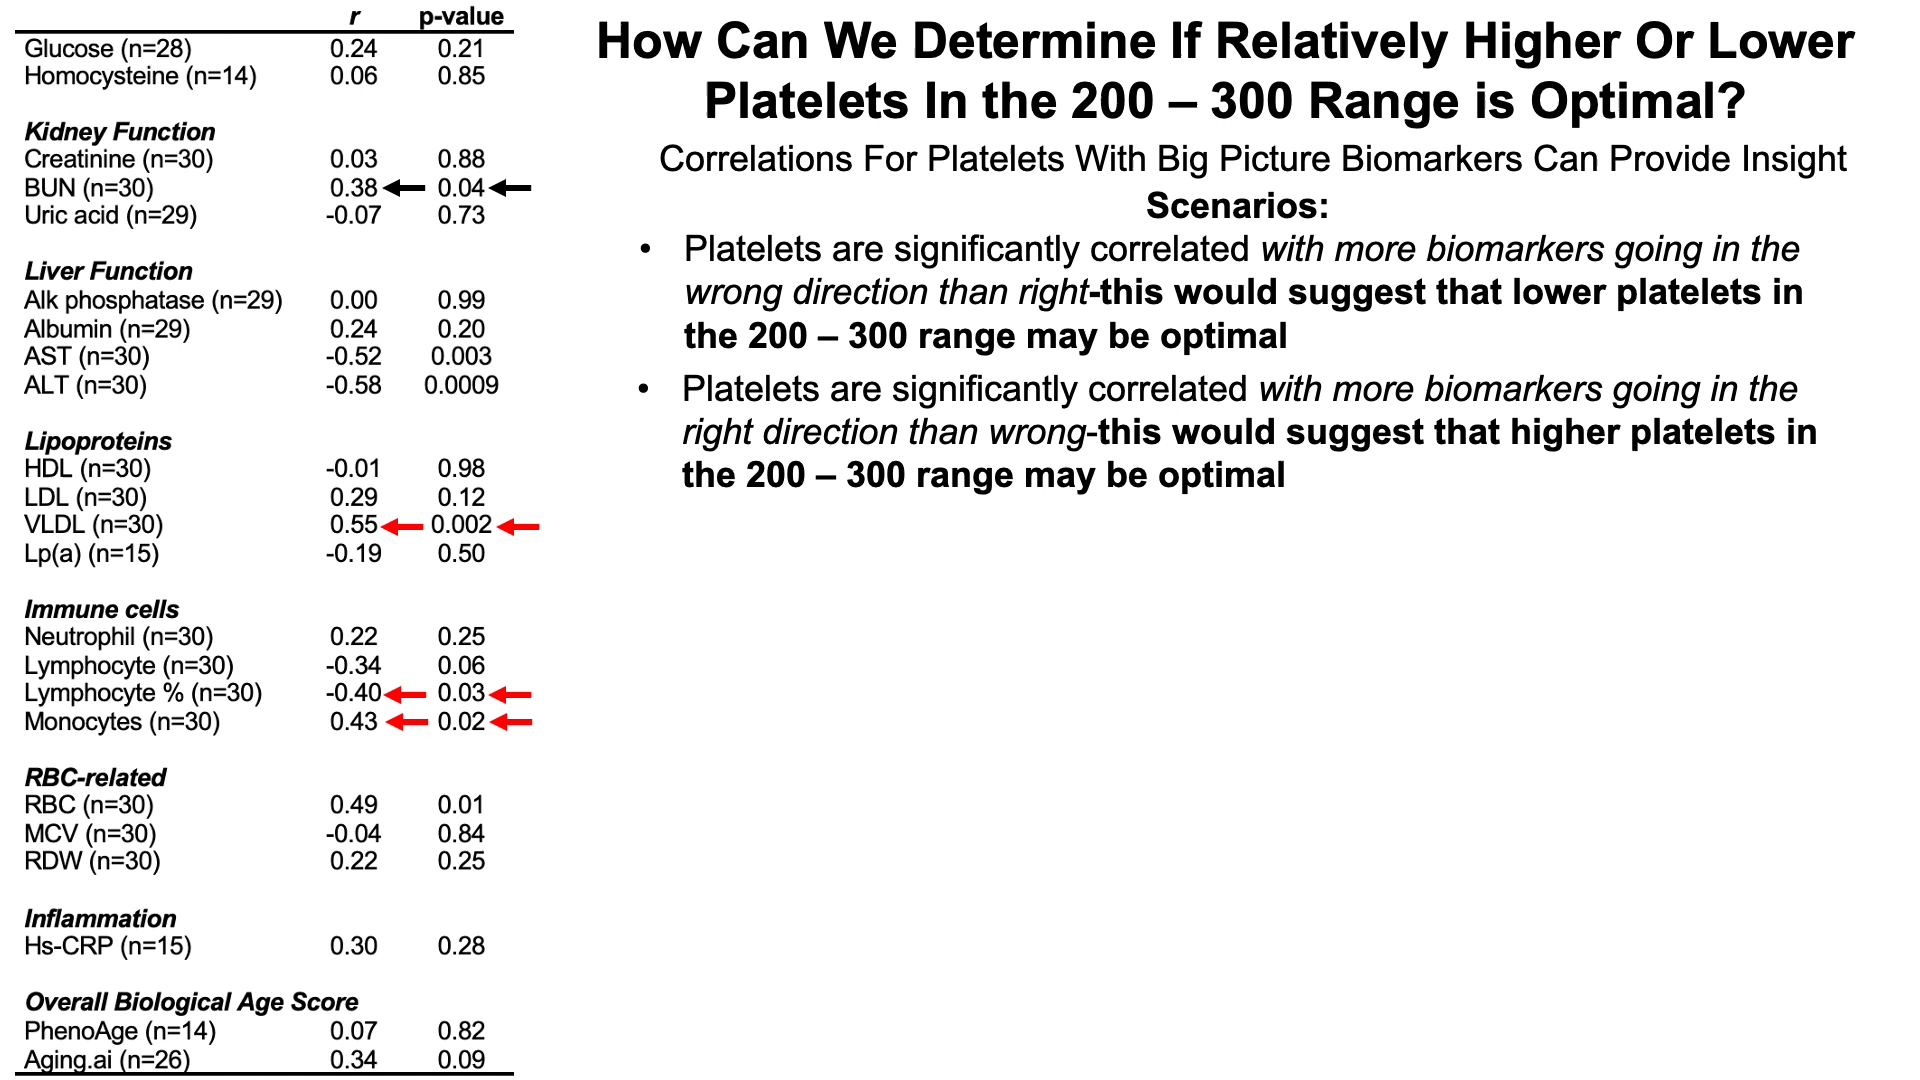 r p-value
Glucose (n=28) 0.24 0.21
Homocysteine (n=14) 0.06 0.85
Kidney Function
Creatinine (n=30) 0.03 0.88
BUN (n=30) 0.38 0.04
Uric acid (n=29) -0.07 0.73
Liver Function
Alk phosphatase (n=29) 0.00 0.99
Albumin (n=29) 0.24 0.20
AST (n=30) -0.52 0.003
ALT (n=30) -0.58 0.0009
Lipoproteins
HDL (n=30) -0.01 0.98
LDL (n=30) 0.29 0.12
VLDL (n=30) 0.55 0.002
Lp(a) (n=15) -0.19 0.50
Immune cells
Neutrophil (n=30) 0.22 0.25
Lymphocyte (n=30) -0.34 0.06
Lymphocyte % (n=30) -0.40 0.03
Monocytes (n=30) 0.43 0.02
RBC-related
RBC (n=30) 0.49 0.01
MCV (n=30) -0.04 0.84
RDW (n=30) 0.22 0.25
Inflammation
Hs-CRP (n=15) 0.30 0.28
Overall Biological Age Score
PhenoAge (n=14) 0.07 0.82
Aging.ai (n=26) 0.34 0.09
How Can We Determine If Relatively Higher Or Lower
Platelets In the 200 – 300 Range is Optimal?
Correlations For Platelets With Big Picture Biomarkers Can Provide Insight
Scenarios:
• Platelets are significantly correlated with more biomarkers going in the
wrong direction than right-this would suggest that lower platelets in
the 200 – 300 range may be optimal
• Platelets are significantly correlated with more biomarkers going in the
right direction than wrong-this would suggest that higher platelets in
the 200 – 300 range may be optimal